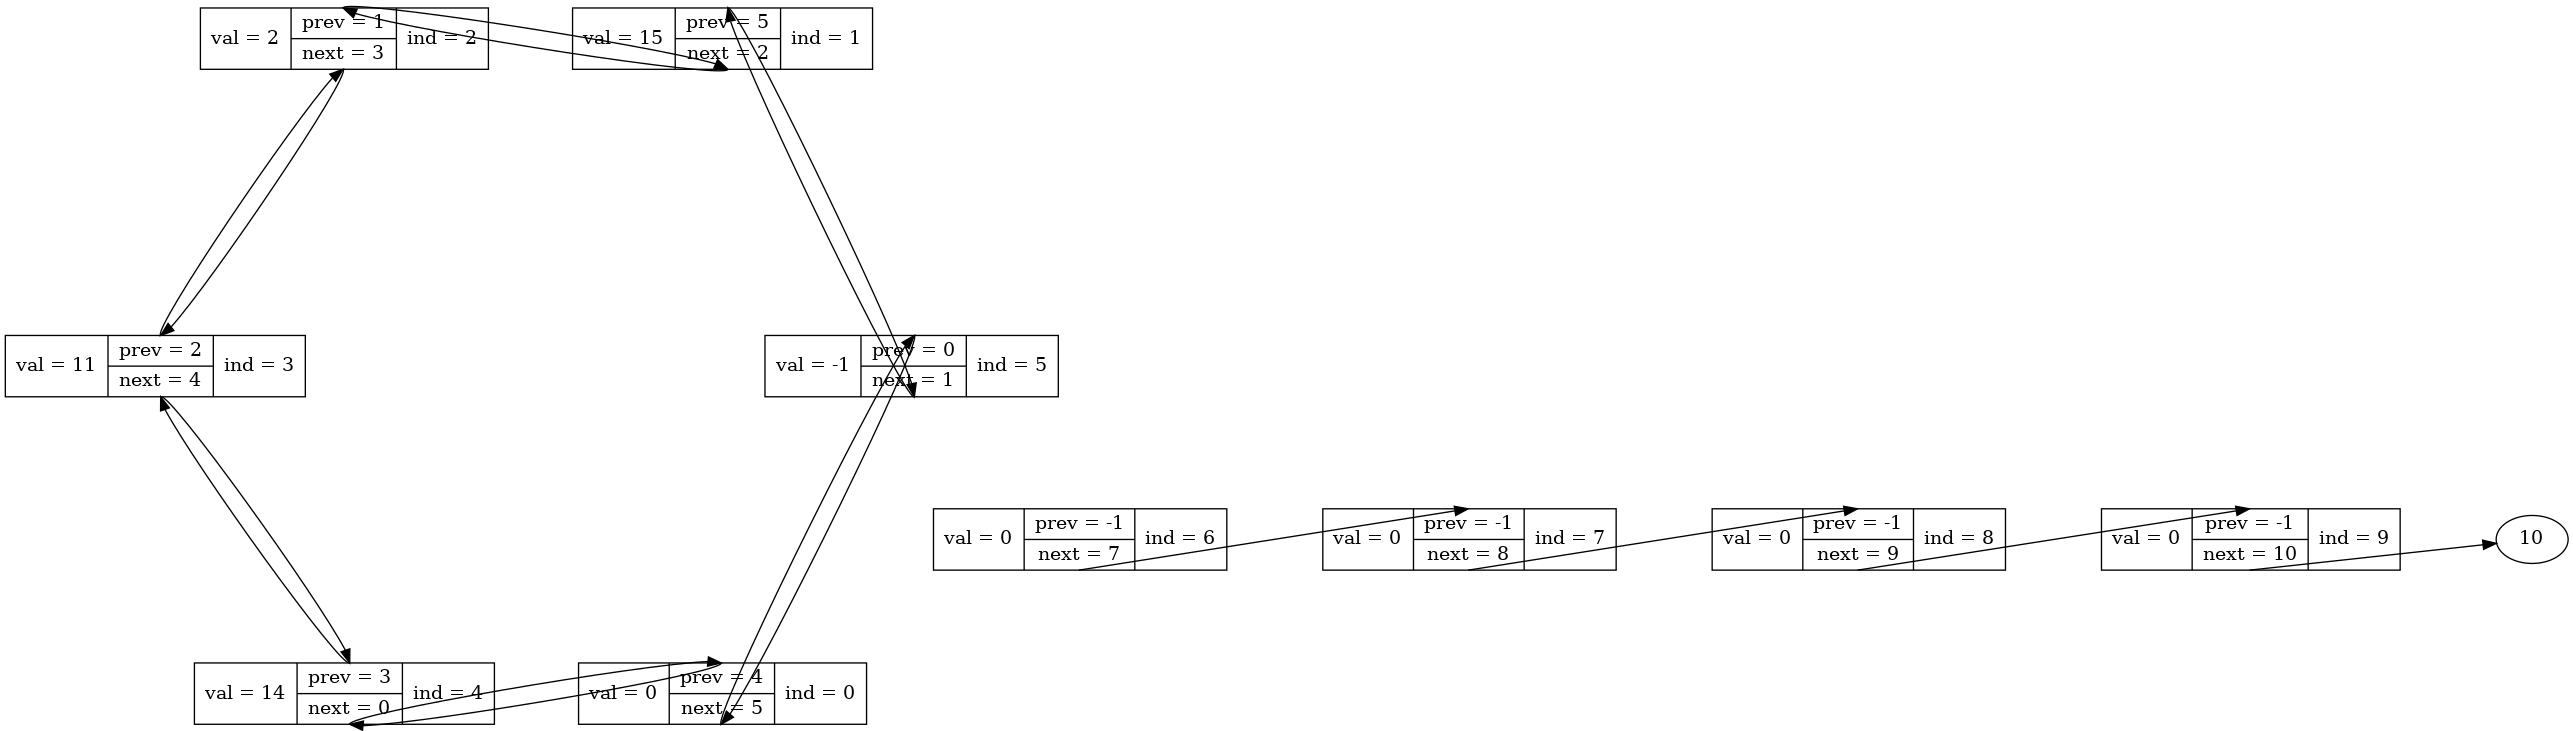 val = 2
prev = 1
next = 3
ind = 2
val = 15
prev = 5
next = 2
ind = 1
val = 11
prev = 2
next = 4
ind = 3
val = -1
prev = 0
next = 1
ind = 5
val = 0
prev = -1
next = 7
ind = 6
val = 0
prev = -1
next = 8
ind = 7
val = 0
prev = -1
next = 9
ind = 8
val = 0
prev = -1
next = 10
ind = 9
10
val = 14
prev = 3
next = 0
ind = 4
val = 0
prev = 4
next = 5
ind = 0